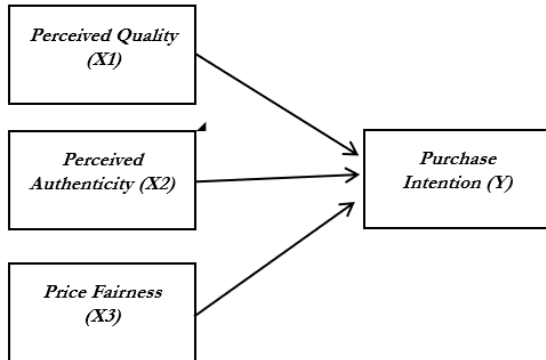 Perceived Quality
(X1)
Perceived
Authenticity (X2)
Purchase
Intention (Y)
Price Fairness
(X3)